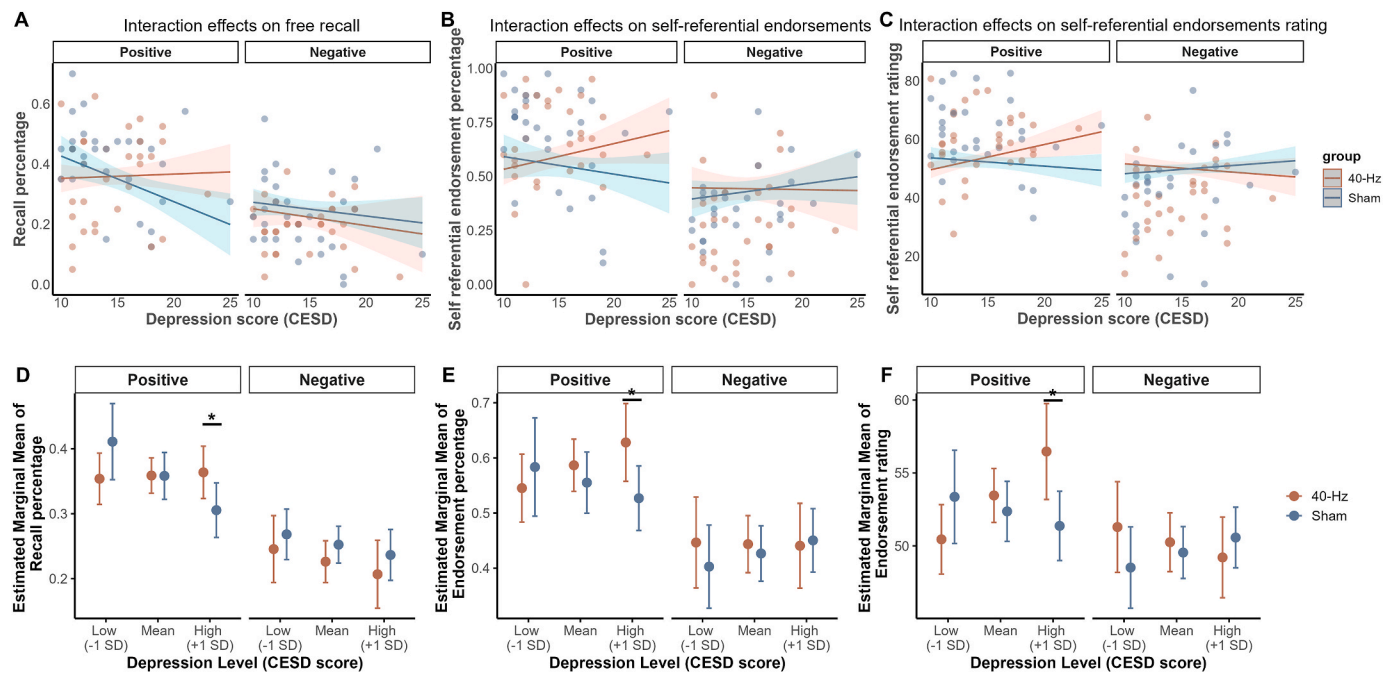 A
Interaction effects on free recall
Positive
Negative
Recall percentage
0.6
0.4
0.2
0.0
10 15 20 25 10 15 20 25
Depression score (CESD)
B
Interaction effects on self-referential endorsements
Positive
Negative
Self referential endorsement percentage
1.00
0.75
0.50
0.25
0.00
10 15 20 25 10 15 20 25
Depression score (CESD)
C
Interaction effects on self-referential endorsements rating
Positive
Negative
Self referential endorsement ratingg
80
60
40
20
10 15 20 25 10 15 20 25
Depression score (CESD)
group
40-Hz
Sham
D
Positive
Negative
Estimated Marginal Mean of
Recall percentage
0.4
0.3
0.2
*
Low Mean High Low Mean High
(-1 SD) (+1 SD) (-1 SD) (+1 SD)
Depression Level (CESD score)
E
Positive
Negative
Estimated Marginal Mean of
Endorsement percentage
0.7
0.6
0.5
0.4
*
Low Mean High Low Mean High
(-1 SD) (+1 SD) (-1 SD) (+1 SD)
Depression Level (CESD score)
F
Positive
Negative
Estimated Marginal Mean of
Endorsement rating
60
55
50
*
Low Mean High Low Mean High
(-1 SD) (+1 SD) (-1 SD) (+1 SD)
Depression Level (CESD score)
40-Hz
Sham